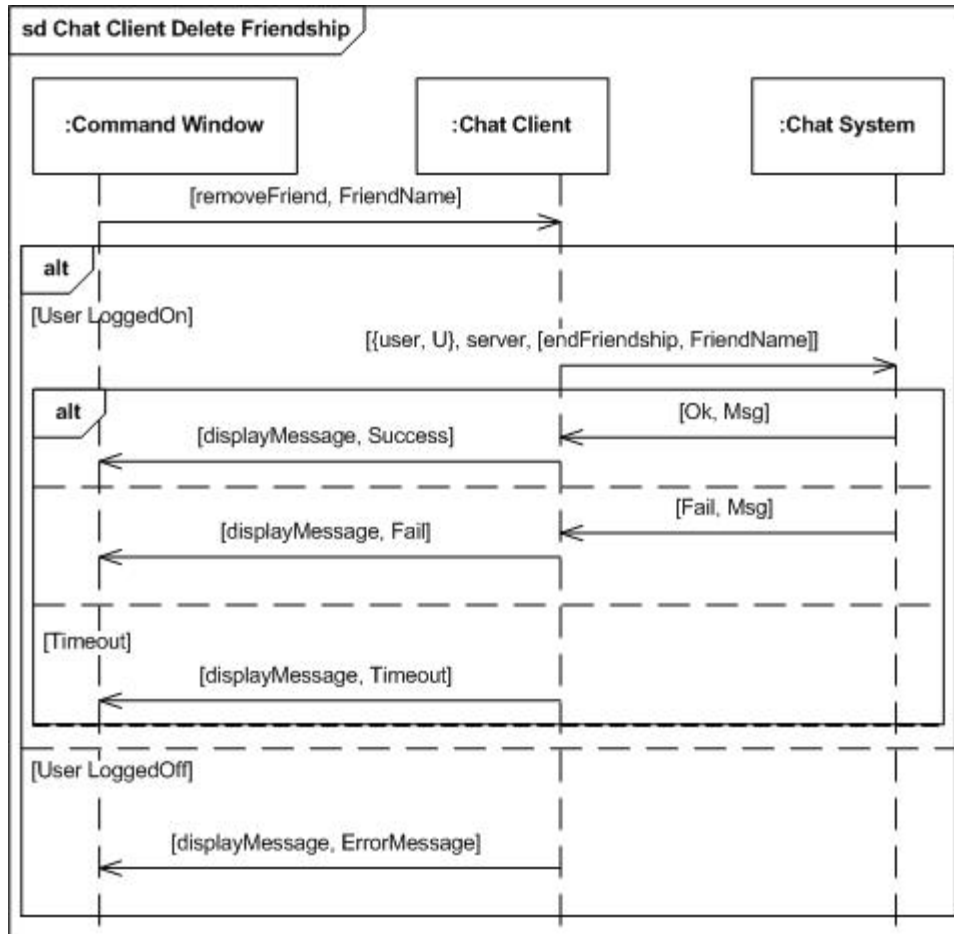 sd Chat Client Delete Friendship
:Command Window
:Chat Client
:Chat System
[removeFriend, FriendName]
alt
[User LoggedOn]
[{user, U}, server, [endFriendship, FriendName]]
alt
[Ok, Msg]
[displayMessage, Success]
[Fail, Msg]
[displayMessage, Fail]
[Timeout]
[displayMessage, Timeout]
[User LoggedOff]
[displayMessage, ErrorMessage]